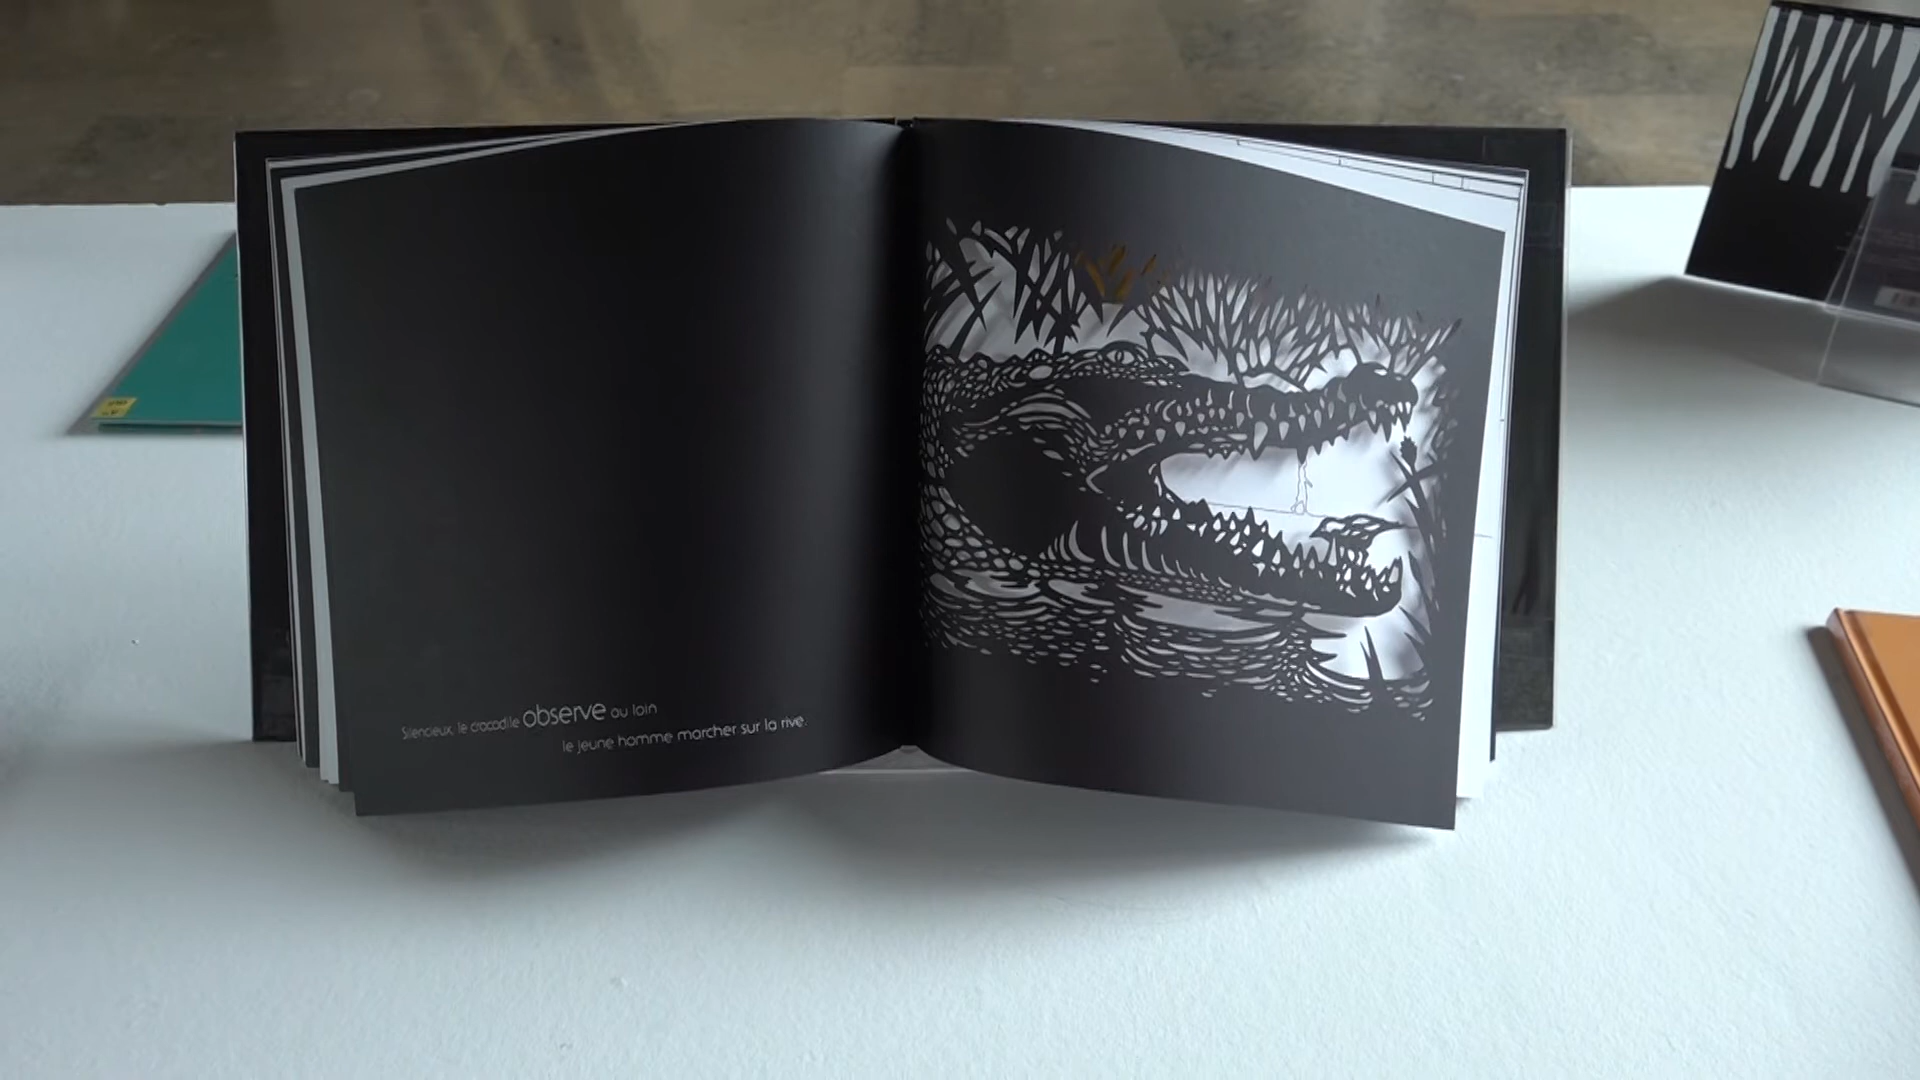 Silencieux, le crocodile observe au loin
le jeune homme marcher sur la rive.